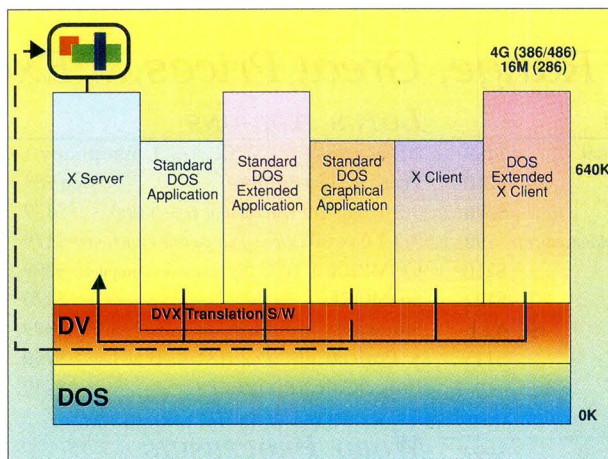 4G (386/486)
16M (286)
X Server
Standard
DOS
Application
Standard
DOS
Extended
Application
Standard
DOS
Graphical
Application
X Client
DOS
Extended
X Client
640K
DVX Translation S/W
DV
DOS
0K